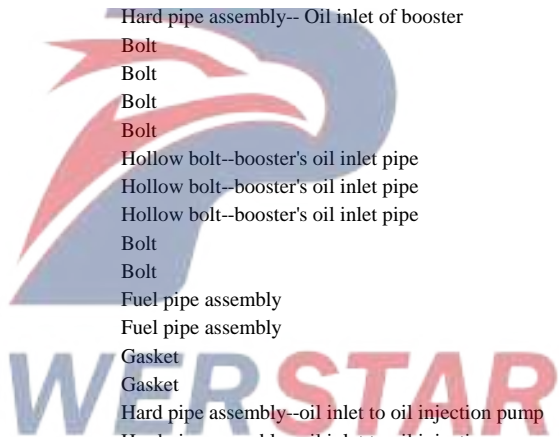 Hard pipe assembly-- Oil inlet of booster
Bolt
Bolt
Bolt
Bolt
Hollow bolt--booster's oil inlet pipe
Hollow bolt--booster's oil inlet pipe
Hollow bolt--booster's oil inlet pipe
Bolt
Bolt
Fuel pipe assembly
Fuel pipe assembly
Gasket
Gasket
WERSTAR
Hard pipe assembly--oil inlet to oil injection pump